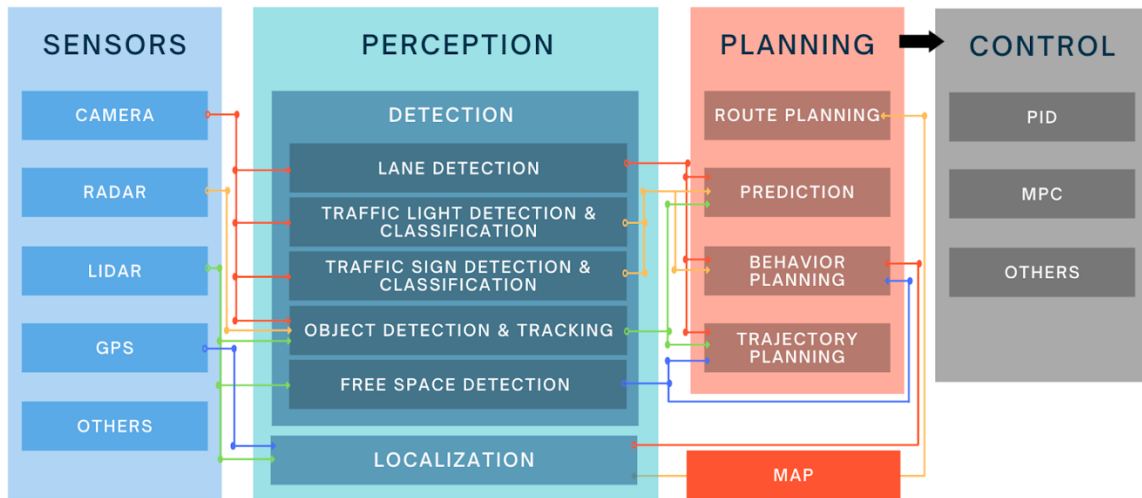 SENSORS
CAMERA
RADAR
LIDAR
GPS
OTHERS
PERCEPTION
DETECTION
LANE DETECTION
TRAFFIC LIGHT DETECTION &
CLASSIFICATION
TRAFFIC SIGN DETECTION &
CLASSIFICATION
OBJECT DETECTION & TRACKING
FREE SPACE DETECTION
LOCALIZATION
PLANNING
ROUTE PLANNING
PREDICTION
BEHAVIOR
PLANNING
TRAJECTORY
PLANNING
MAP
CONTROL
PID
MPC
OTHERS